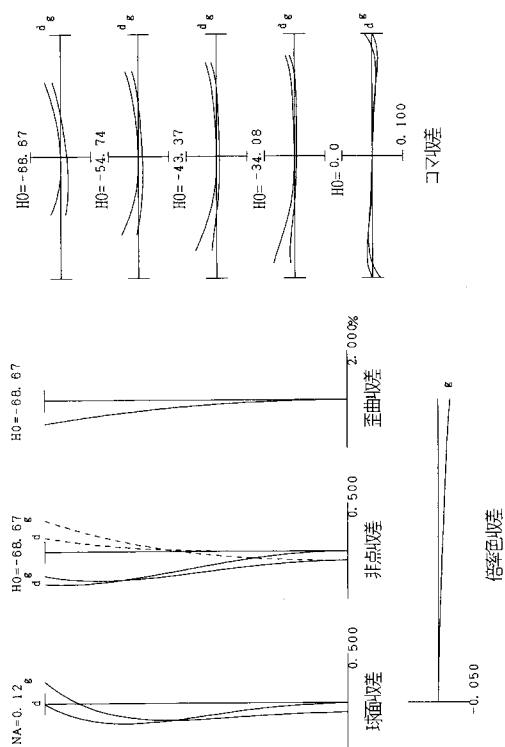 NA=0.12
d
g
0.500
球面収差
H0=-68.67
d
g
0.500
非点収差
H0=-68.67
2.000%
歪曲収差
H0=-68.67
d
g
H0=-54.74
d
g
H0=-43.37
d
g
H0=-34.08
d
g
H0=0.0
d
g
0.100
コマ収差
-0.050
g
倍率色収差